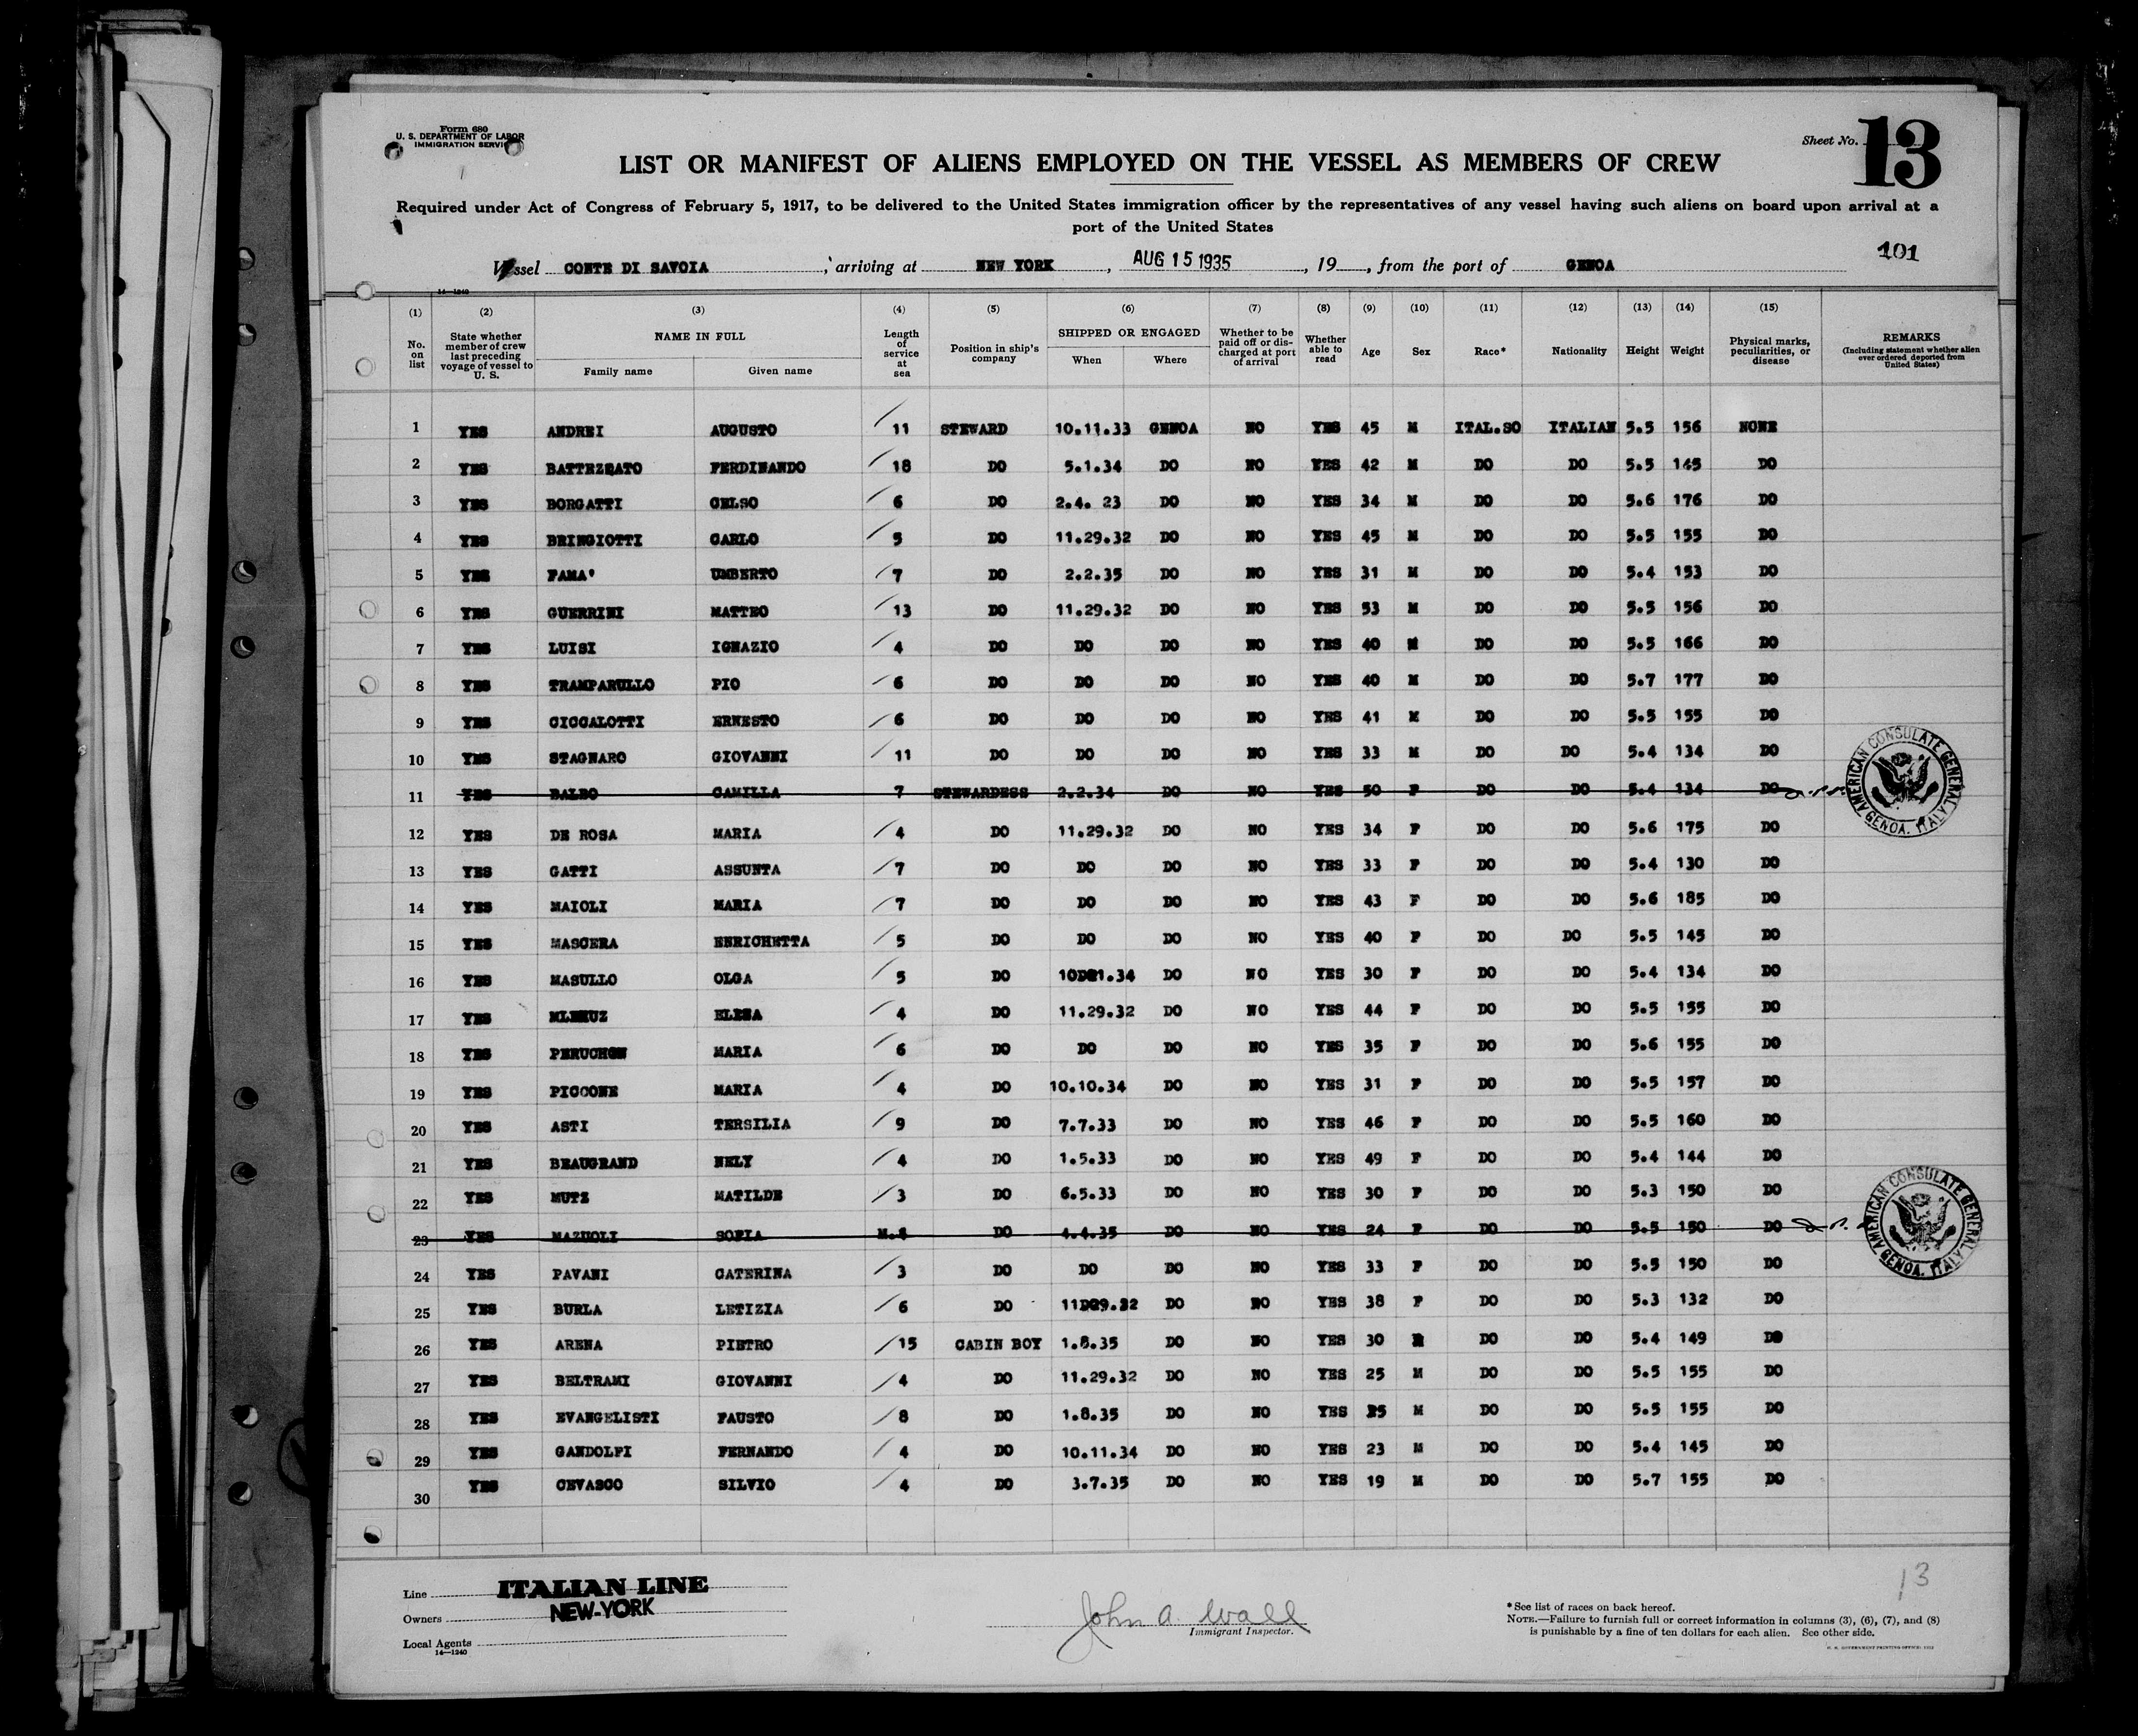 Form 680
U. S. DEPARTMENT OF LABOR
IMMIGRATION SERVICE
Sheet No. 13
LIST OR MANIFEST OF ALIENS EMPLOYED ON THE VESSEL AS MEMBERS OF CREW
Required under Act of Congress of February 5, 1917, to be delivered to the United States immigration officer by the representatives of any vessel having such aliens on board upon arrival at a
port of the United States
101
Vessel CONTE DI SAVOIA, arriving at NEW YORK, AUG 15 1935, 19, from the port of GENOA
14—1240
(1) (2) (3) (4) (5) (6) (7) (8) (9) (10) (11) (12) (13) (14) (15)
No. on list State whether member of crew last preceding voyage of vessel to U. S. NAME IN FULL Family name Given name Length of service at sea Position in ship's company SHIPPED OR ENGAGED When Where Whether to be paid off or discharged at port of arrival Whether able to read Age Sex Race* Nationality Height Weight Physical marks, peculiarities, or disease REMARKS (Including statement whether alien ever ordered deported from United States)
1 YES ANDREI AUGUSTO 11 STEWARD 10.11.33 GENOA NO YES 45 M ITAL.SO ITALIAN 5.5 156 NONE
2 YES BATTEZZATO FERDINANDO 18 DO 5.1.34 DO NO YES 42 M DO DO 5.5 145 DO
3 YES BORGATTI CELSO 6 DO 2.4. 23 DO NO YES 34 M DO DO 5.6 176 DO
4 YES BRINGIOTTI CARLO 5 DO 11.29.32 DO NO YES 45 M DO DO 5.5 155 DO
5 YES FAMA' UMBERTO 7 DO 2.2.35 DO NO YES 31 M DO DO 5.4 153 DO
6 YES GUERRINI MATTEO 13 DO 11.29.32 DO NO YES 53 M DO DO 5.5 156 DO
7 YES LUISI IGNAZIO 4 DO DO DO NO YES 40 M DO DO 5.5 166 DO
8 YES TRAMPARULLO PIO 6 DO DO DO NO YES 40 M DO DO 5.7 177 DO
9 YES CICCALOTTI ERNESTO 6 DO DO DO NO YES 41 M DO DO 5.5 155 DO
10 YES STAGNARO GIOVANNI 11 DO DO DO NO YES 33 M DO DO 5.4 134 DO
11 YES BALBO CAMILLA 7 STEWARDESS 2.2.34 DO NO YES 50 F DO DO 5.4 134 DO
AMERICAN CONSULATE GENERAL GENOA. ITALY
12 YES DE ROSA MARIA 4 DO 11.29.32 DO NO YES 34 F DO DO 5.6 175 DO
13 YES GATTI ASSUNTA 7 DO DO DO NO YES 33 F DO DO 5.4 130 DO
14 YES MAIOLI MARIA 7 DO DO DO NO YES 43 F DO DO 5.6 185 DO
15 YES MASCERA ENRICHETTA 5 DO DO DO NO YES 40 F DO DO 5.5 145 DO
16 YES MASULLO OLGA 5 DO DO NO YES 30 F DO DO 5.4 134 DO
17 YES 4 DO 11.29.32 DO NO YES 44 F DO DO 5.5 155 DO
18 YES PERUCHON MARIA 6 DO DO DO NO YES 35 F DO DO 5.6 155 DO
19 YES PICCONE MARIA 4 DO 10.10.34 DO NO YES 31 F DO DO 5.5 157 DO
20 YES ASTI TERSILIA 9 DO 7.7.33 DO NO YES 46 F DO DO 5.5 160 DO
21 YES BEAUGRAND NELY 4 DO 1.5.33 DO NO YES 49 F DO DO 5.4 144 DO
22 YES MUTZ MATILDE 3 DO 6.5.33 DO NO YES 30 F DO DO 5.3 150 DO
23 YES MAZUOLI SOFIA DO 4.4.35 DO NO YES 24 F DO DO 5.5 150 DO
AMERICAN CONSULATE GENERAL GENOA. ITALY
24 YES PAVANI CATERINA 3 DO DO DO NO YES 33 F DO DO 5.5 150 DO
25 YES BURLA LETIZIA 6 DO DO NO YES 38 F DO DO 5.3 132 DO
26 YES ARENA PIETRO 15 CABIN BOY 1.8.35 DO NO YES 30 M DO DO 5.4 149 DO
27 YES BELTRAMI GIOVANNI 4 DO 11.29.32 DO NO YES 25 M DO DO 5.5 155 DO
28 YES EVANGELISTI FAUSTO 8 DO 1.8.35 DO NO YES M DO DO 5.5 155 DO
29 YES GANDOLFI FERNANDO 4 DO 10.11.34 DO NO YES 23 M DO DO 5.4 145 DO
30 YES CEVASCO SILVIO 4 DO 3.7.35 DO NO YES 19 M DO DO 5.7 155 DO
13
Line ITALIAN LINE
Owners NEW-YORK
Local Agents
14—1240
John A. Wall
Immigrant Inspector.
*See list of races on back hereof.
NOTE.—Failure to furnish full or correct information in columns (3), (6), (7), and (8)
is punishable by a fine of ten dollars for each alien. See other side.